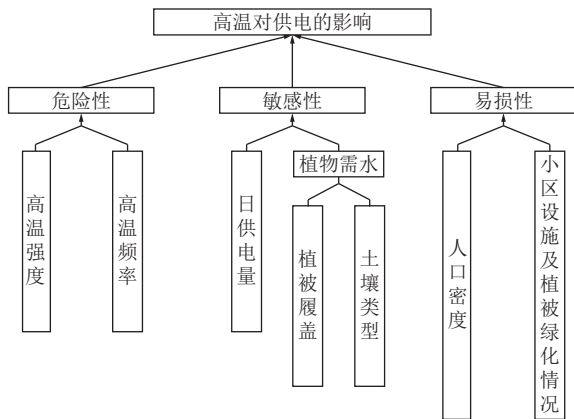 高温对供电的影响
危险性
敏感性
易损性
高温强度
高温频率
日供电量
植物需水
植被履盖
土壤类型
人口密度
小区设施及植被绿化情况